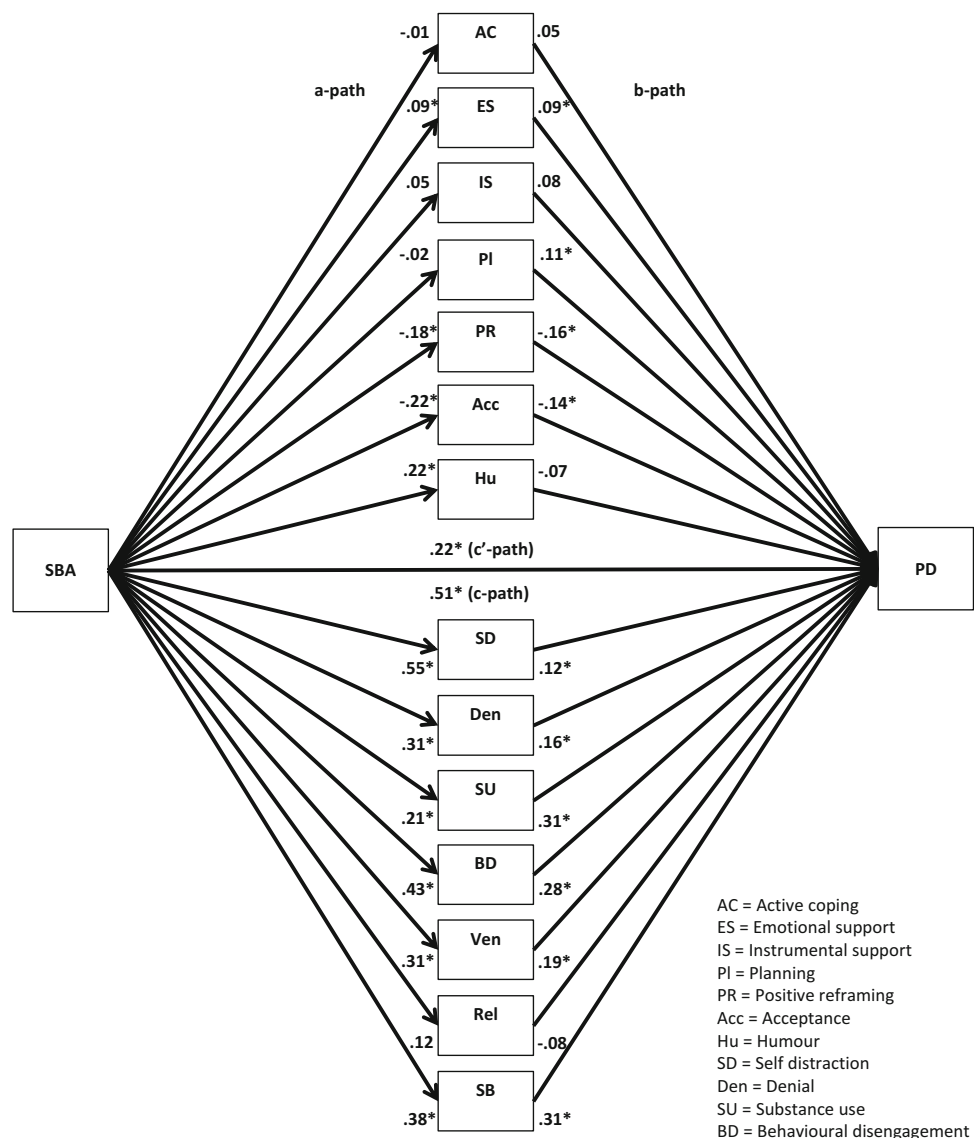 -.01 AC .05
a-path b-path
.09* ES .09*
.05 IS .08
-.02 Pl .11*
-.18* PR -.16*
-.22* Acc -.14*
.22* Hu -.07
.22* (c'-path)
SBA PD
.51* (c-path)
SD
.55* .12*
Den
.31* .16*
SU
.21* .31*
BD
.43* .28*
Ven
.31* .19*
Rel
.12 -.08
SB
.38* .31*
AC = Active coping
ES = Emotional support
IS = Instrumental support
Pl = Planning
PR = Positive reframing
Acc = Acceptance
Hu = Humour
SD = Self distraction
Den = Denial
SU = Substance use
BD = Behavioural disengagement